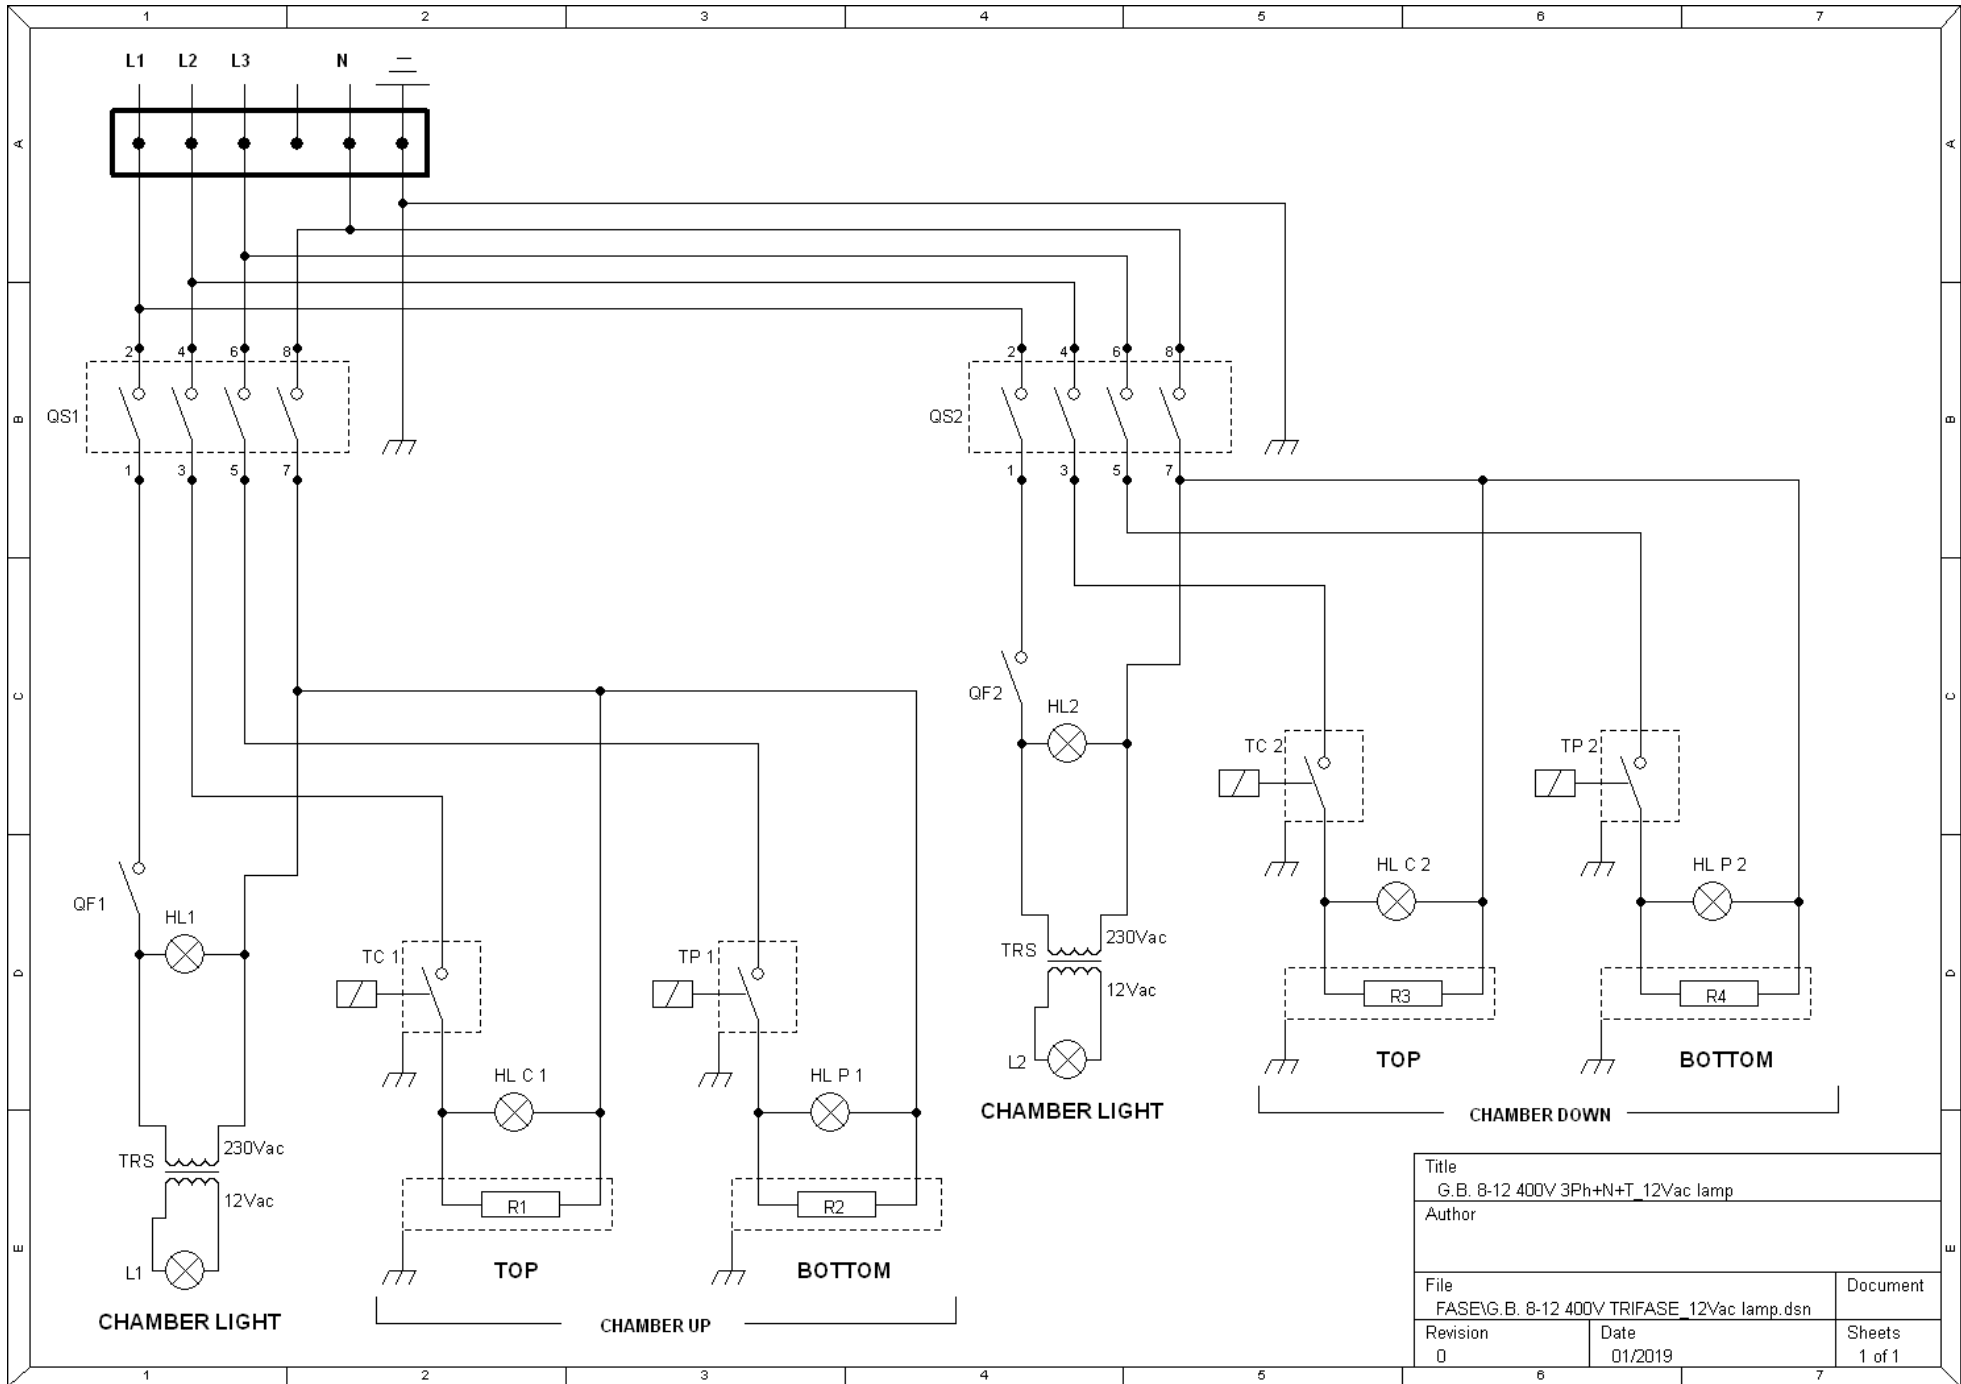 1 2 3 4 5 6 7
L1 L2 L3 N
A A
2 4 6 8 2 4 6 8
QS1 QS2
B B
1 3 5 7 1 3 5 7
QF2 HL2
C C
TC 2 TP 2
HL C 2 HL P 2
QF1 HL1
TRS 230Vac
12Vac
R3 R4
TC 1 TP 1
D D
L2
TOP BOTTOM
HL C 1 HL P 1
CHAMBER LIGHT
CHAMBER DOWN
TRS 230Vac
12Vac
R1 R2
L1
TOP BOTTOM
E E
CHAMBER LIGHT
CHAMBER UP
Title
G.B. 8-12 400V 3Ph+N+T_12Vac lamp
Author
File Document
FASE\G.B. 8-12 400V TRIFASE_12Vac lamp.dsn
Revision Date Sheets
0 01/2019 1 of 1
1 2 3 4 5 6 7